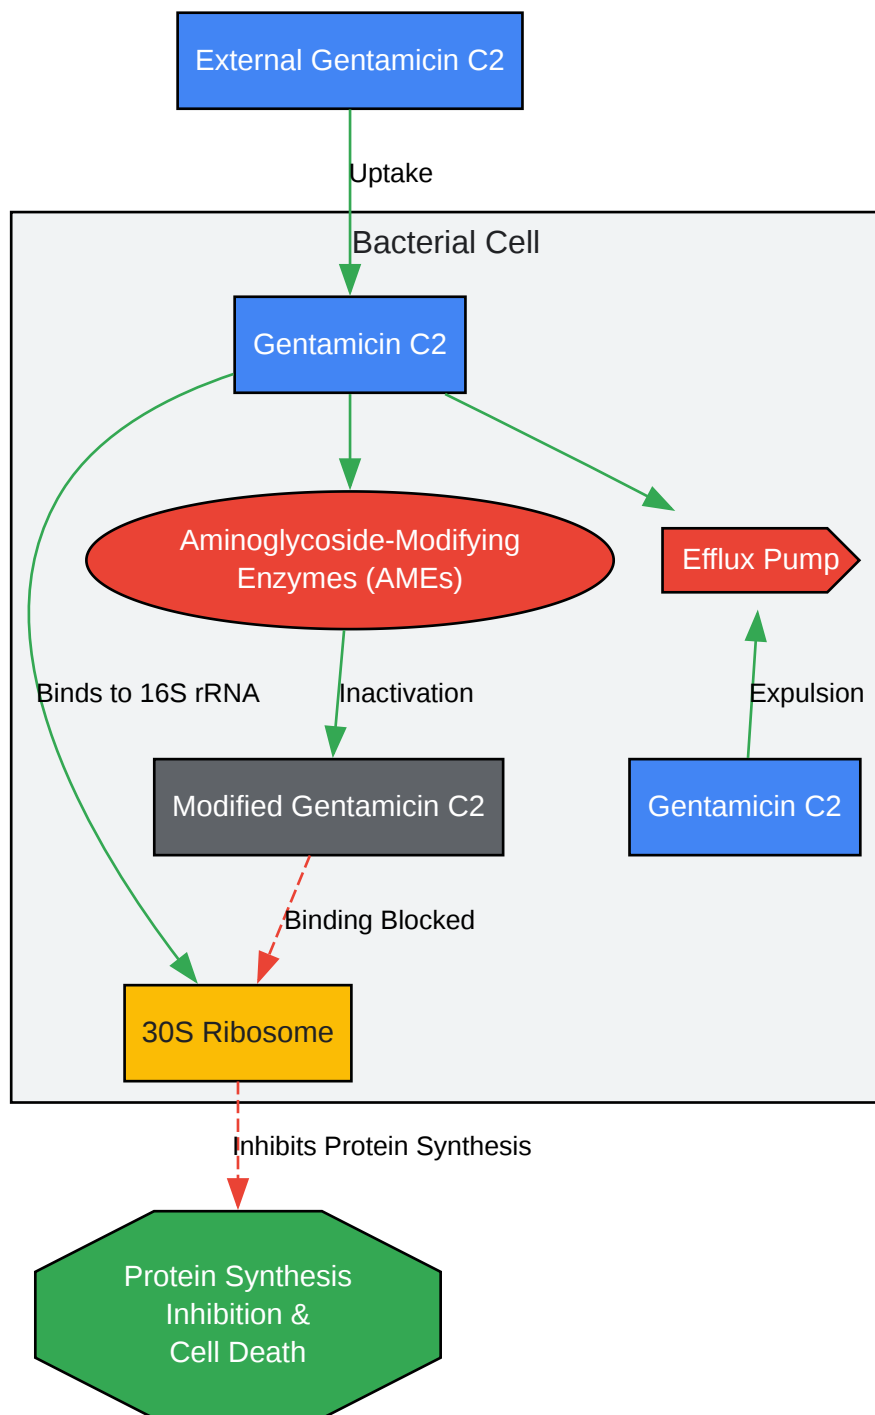 External Gentamicin C2
Uptake
Bacterial Cell
Gentamicin C2
Aminoglycoside-Modifying
Enzymes (AMEs)
Efflux Pump
Binds to 16S rRNA
Inactivation
Expulsion
Modified Gentamicin C2
Gentamicin C2
Binding Blocked
30S Ribosome
Inhibits Protein Synthesis
Protein Synthesis
Inhibition &
Cell Death